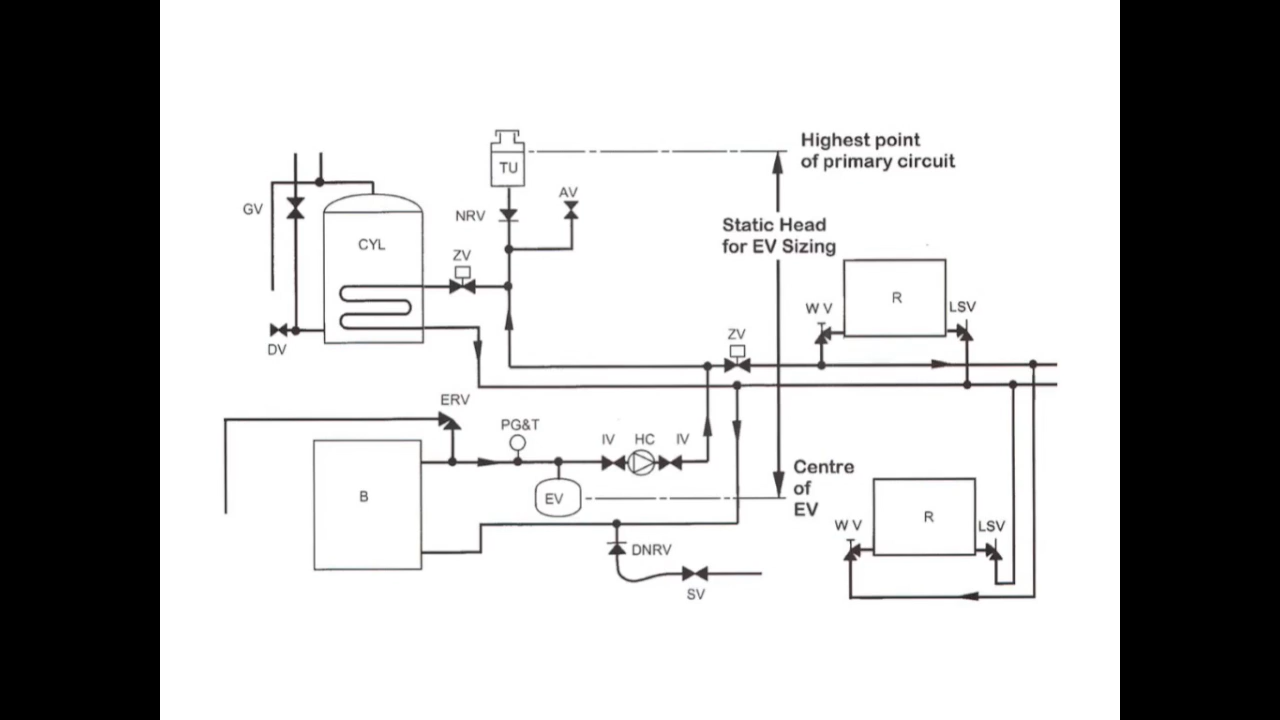 Highest point
of primary circuit
TU
AV
GV
NRV
Static Head
for EV Sizing
CYL
ZV
R
W V
LSV
ZV
DV
ERV
PG&T
IV
HC
IV
Centre
of
EV
B
EV
R
W V
LSV
DNRV
SV